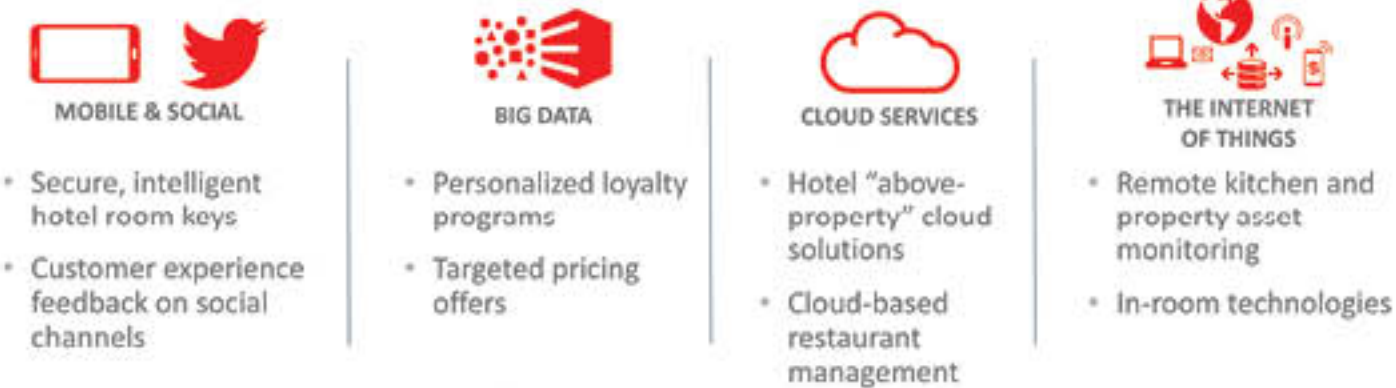 MOBILE & SOCIAL
• Secure, intelligent
hotel room keys
• Customer experience
feedback on social
channels
BIG DATA
• Personalized loyalty
programs
• Targeted pricing
offers
CLOUD SERVICES
• Hotel “above-
property” cloud
solutions
• Cloud-based
restaurant
management
THE INTERNET
OF THINGS
• Remote kitchen and
property asset
monitoring
• In-room technologies
$